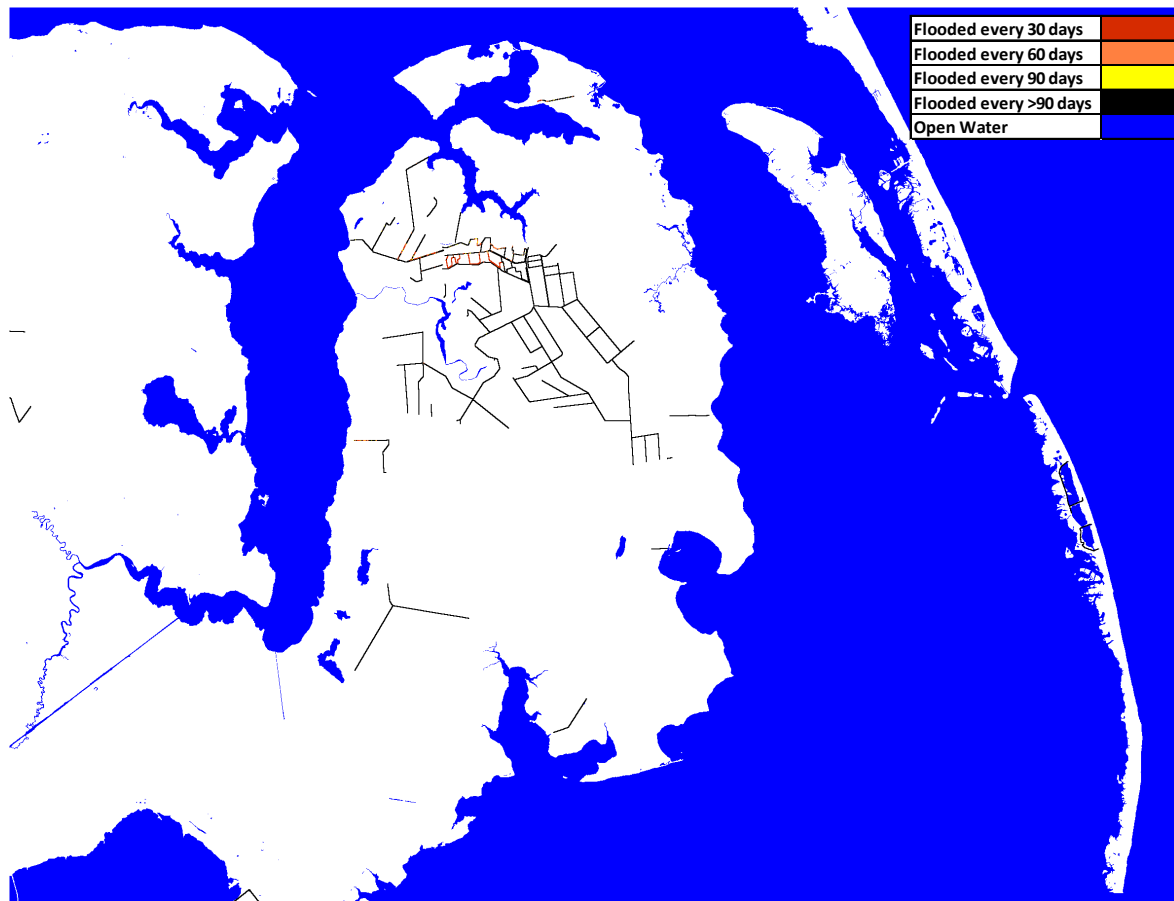 Flooded every 30 days
Flooded every 60 days
Flooded every 90 days
Flooded every >90 days
Open Water